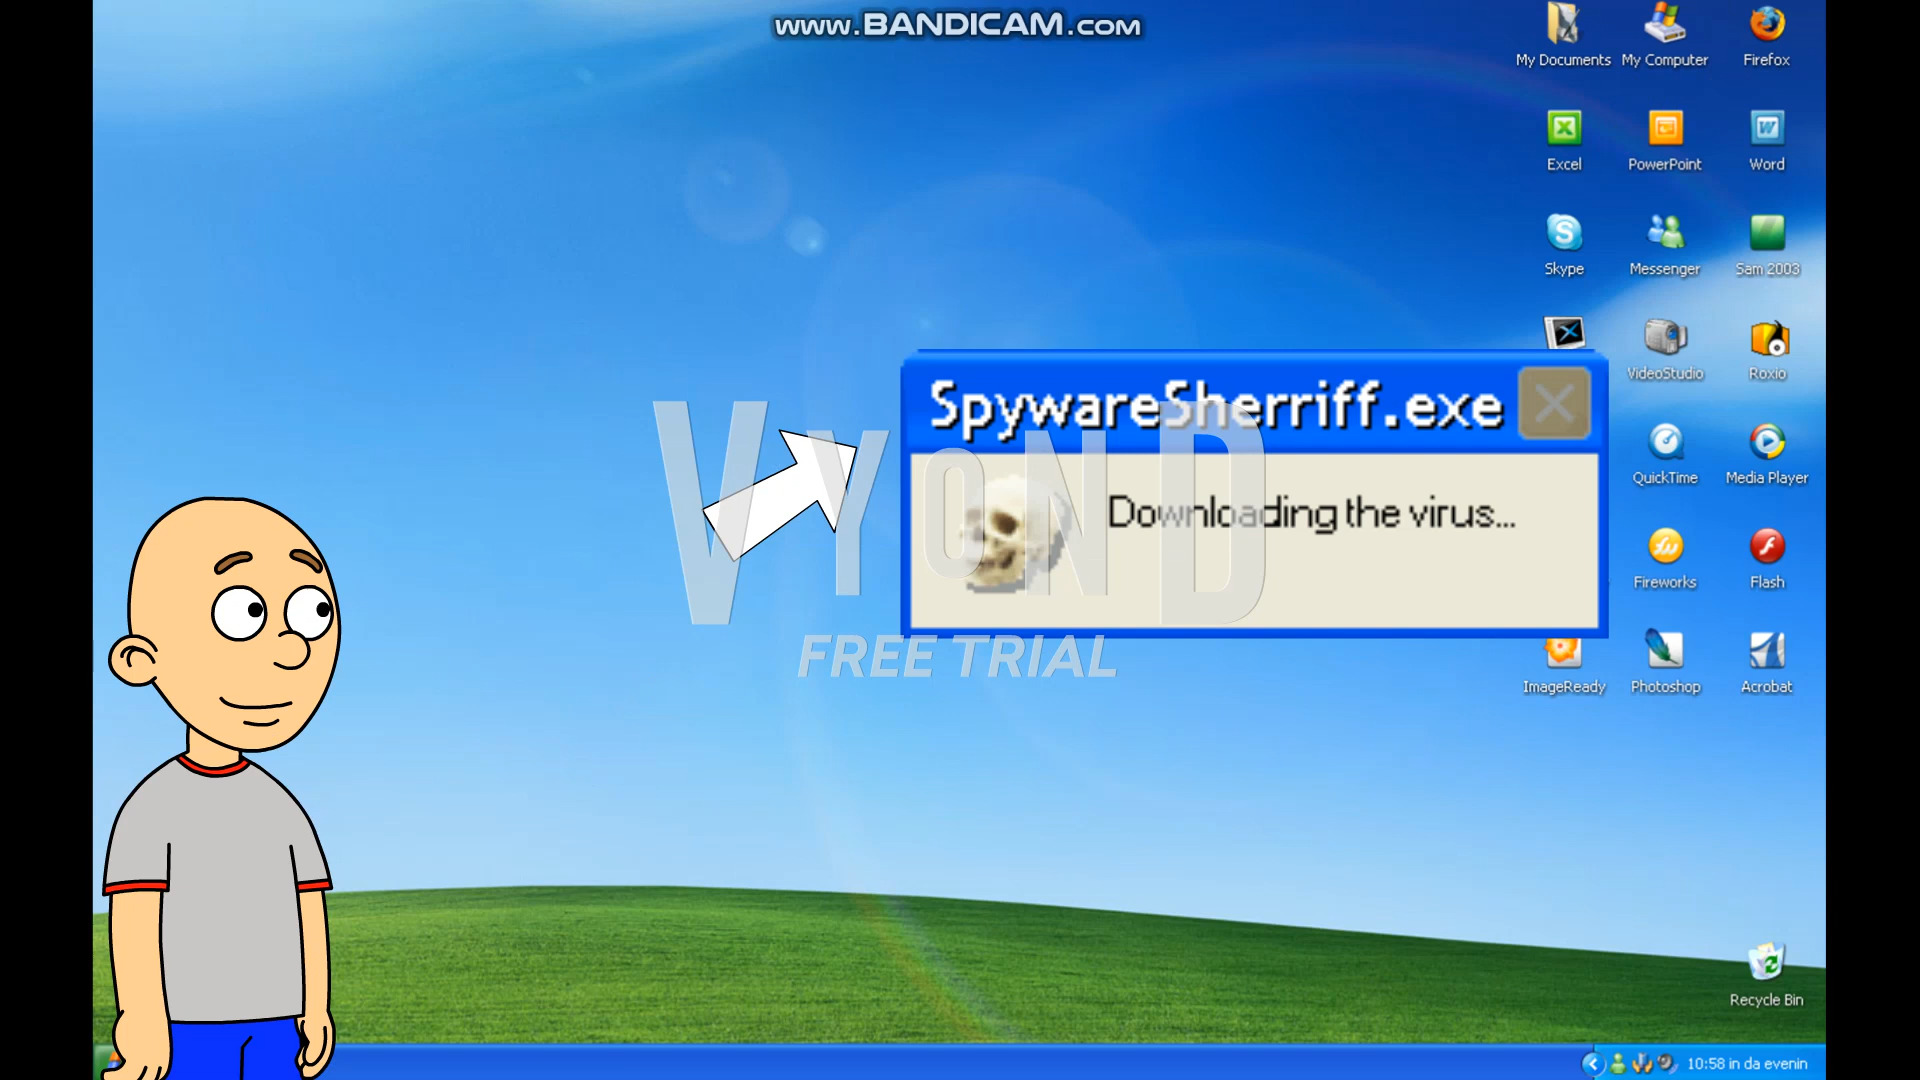 www.BANDICAM.com
My Documents My Computer Firefox
Excel PowerPoint Word
Skype Messenger Sam 2003
VideoStudio Roxio
SpywareSherriff.exe
Downloading the virus...
QuickTime Media Player
VYOND
FREE TRIAL
Fireworks Flash
ImageReady Photoshop Acrobat
Recycle Bin
10:58 in da evenin